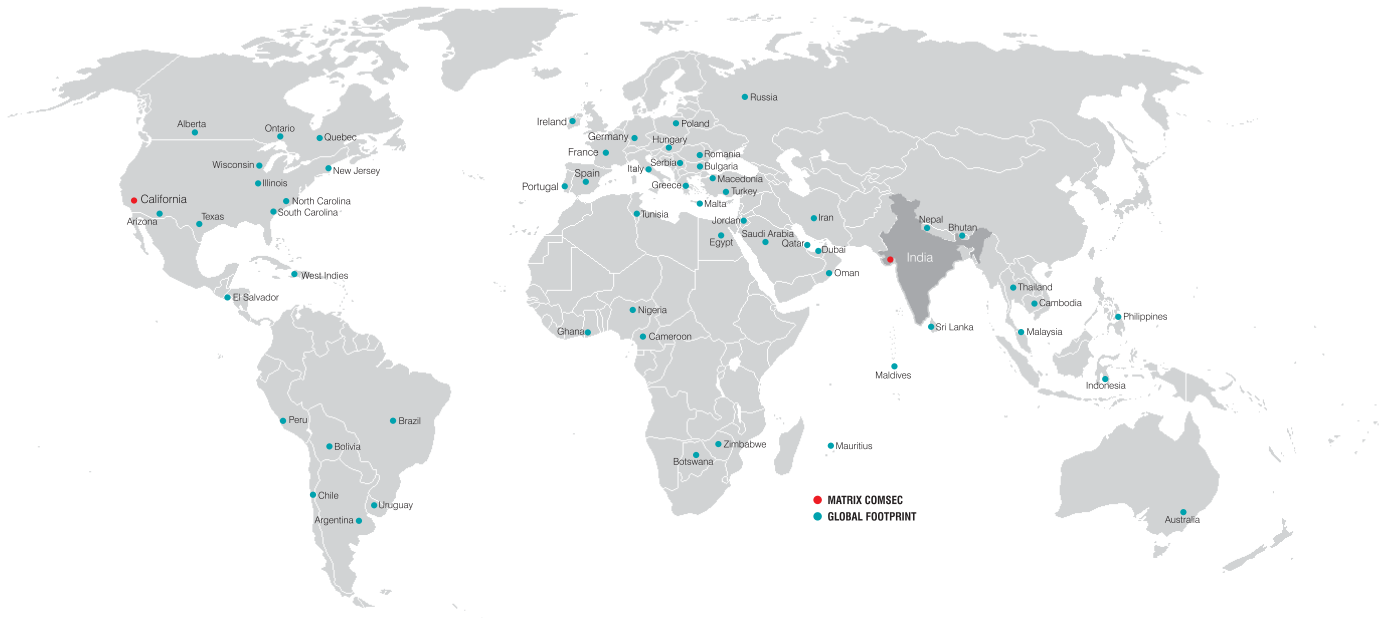 Russia
Ireland
Poland
Alberta
Ontario
Quebec
Germany
Hungary
France
Romania
Wisconsin
Serbia
Bulgaria
New Jersey
Italy
Spain
Macedonia
Illinois
Portugal
Greece
Turkey
California
North Carolina
Malta
South Carolina
Tunisia
Texas
Arizona
Jordan
Iran
Nepal
Bhutan
Saudi Arabia
Egypt
Qatar
Dubai
India
West Indies
Oman
Thailand
El Salvador
Cambodia
Nigeria
Philippines
Sri Lanka
Ghana
Cameroon
Malaysia
Maldives
Indonesia
Peru
Brazil
Bolivia
Zimbabwe
Mauritius
Botswana
Chile
MATRIX COMSEC
Uruguay
GLOBAL FOOTPRINT
Argentina
Australia